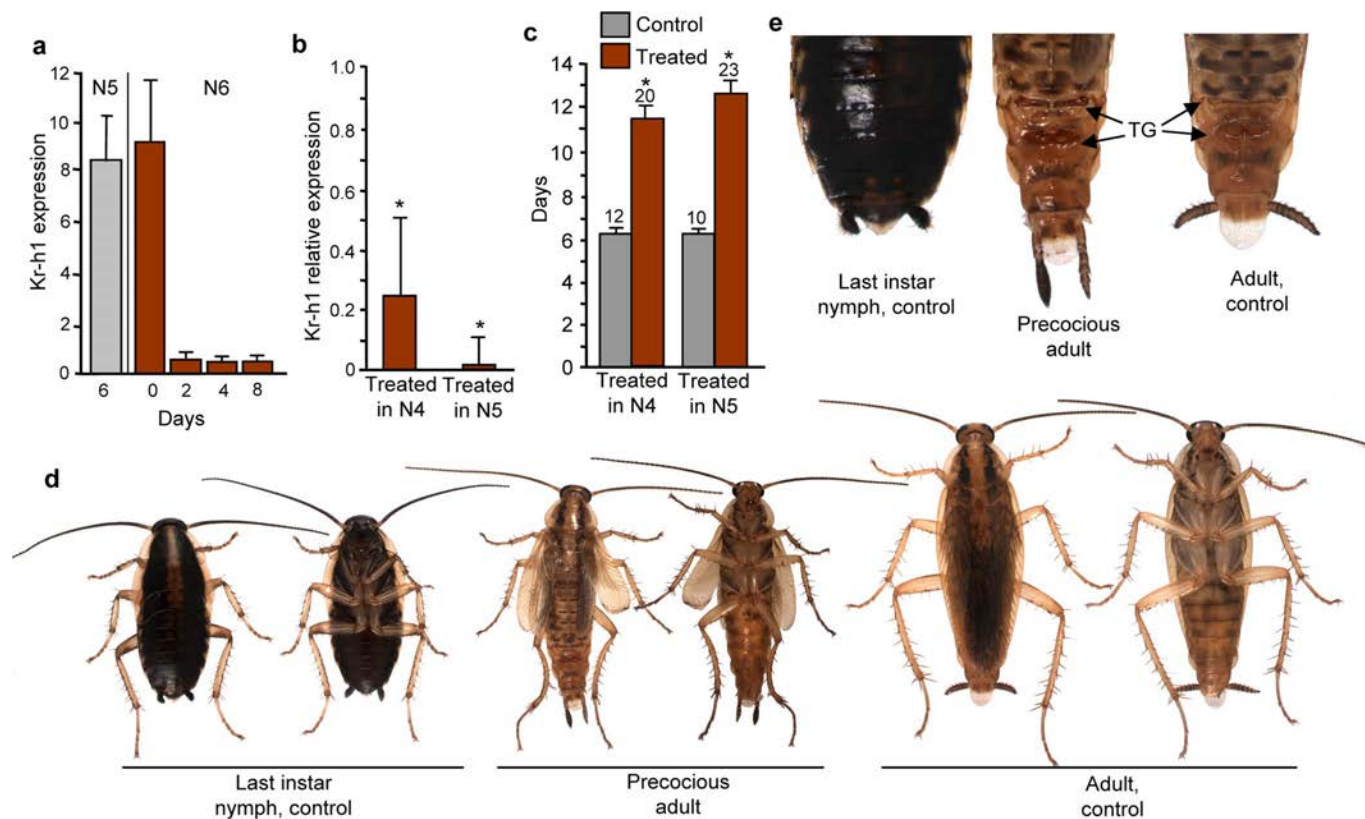 a
N5
N6
Kr-h1 expression
12
10
8
6
4
2
0
6
0
2
4
8
Days
b
Kr-h1 relative expression
1.0
0.8
0.6
0.4
0.2
0
*
*
Treated
in N4
Treated
in N5
c
Control
Treated
Days
14
12
10
8
6
4
2
0
12
*
20
10
*
23
Treated
in N4
Treated
in N5
e
TG
Last instar
nymph, control
Precocious
adult
Adult,
control
d
Last instar
nymph, control
Precocious
adult
Adult,
control